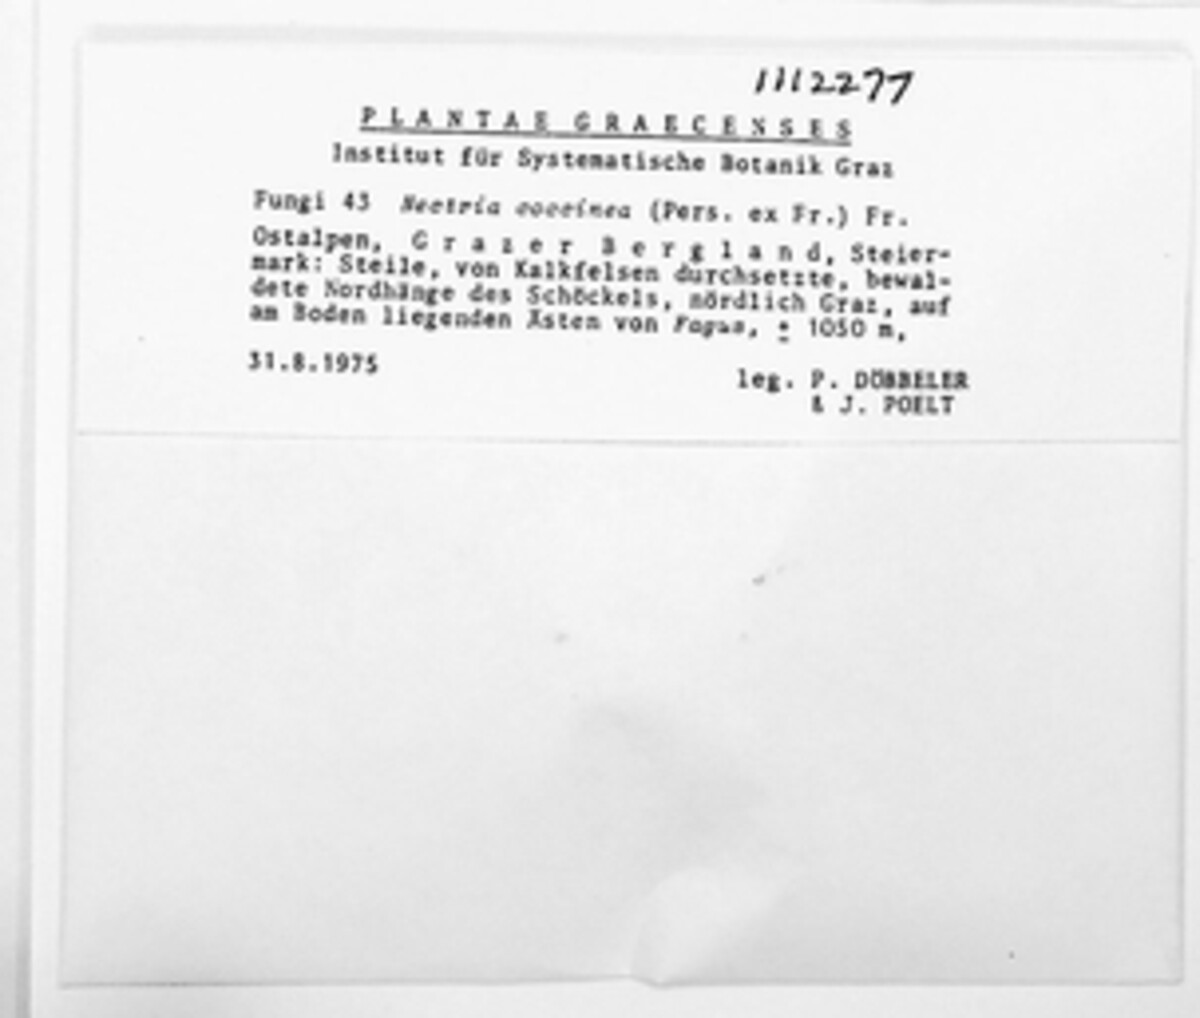 1112277
PLANTAE GRAECENSES
Institut für Systematische Botanik Graz
Fungi 43 Nectria coccinea (Pers. ex Fr.) Fr.
Ostalpen, Grazer Bergland, Steier-
mark: Steile, von Kalkfelsen durchsetzte, bewal-
dete Nordhänge des Schöckels, nördlich Graz, auf
am Boden liegenden Ästen von Fagus, ± 1050 m,
31.8.1975
leg. P. DÖBBELER
& J. POELT